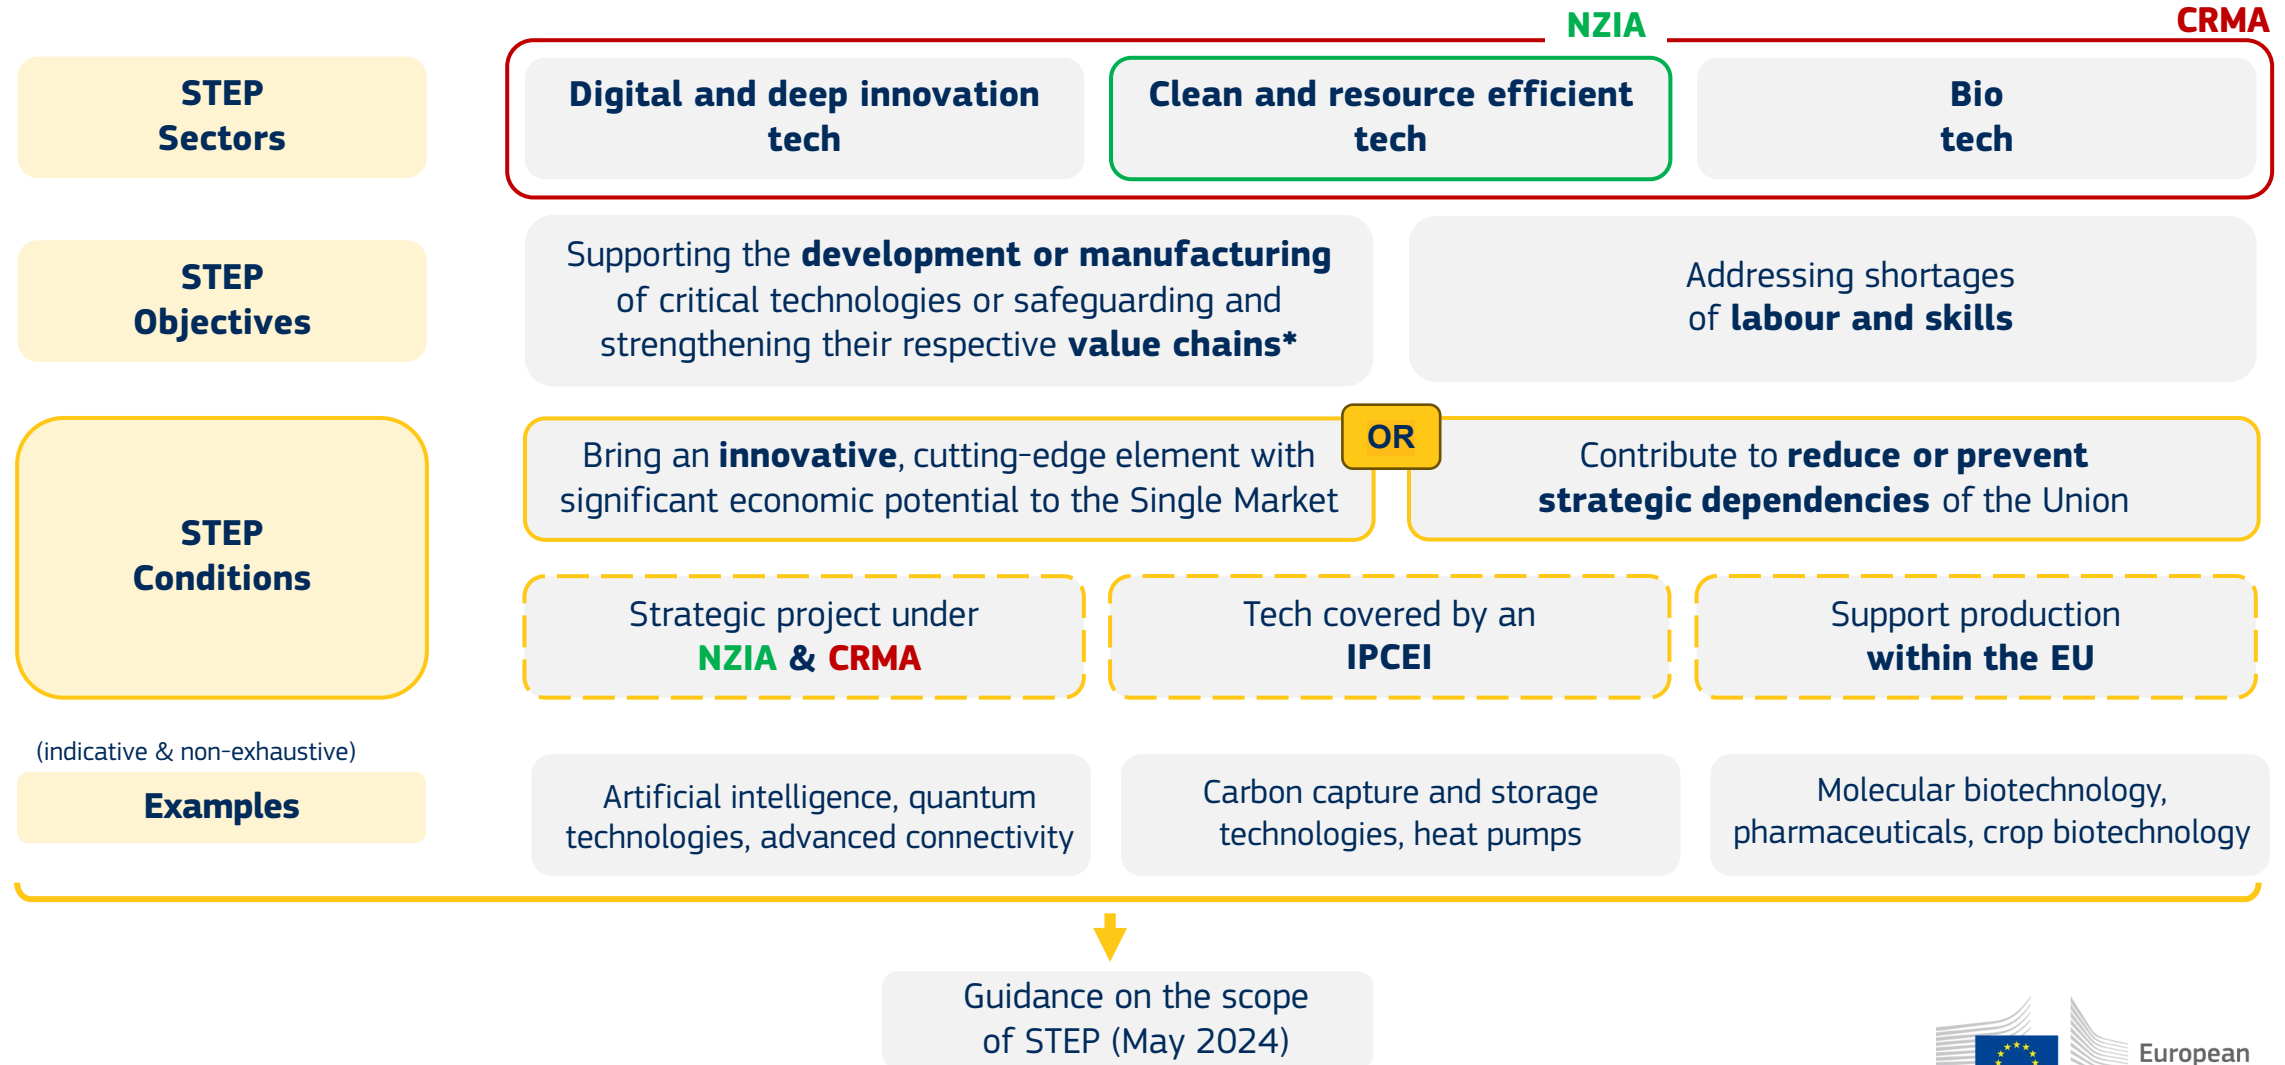 NZIA
CRMA
STEP
Sectors
Digital and deep innovation
tech
Clean and resource efficient
tech
Bio
tech
STEP
Objectives
Supporting the development or manufacturing
of critical technologies or safeguarding and
strengthening their respective value chains*
Addressing shortages
of labour and skills
STEP
Conditions
Bring an innovative, cutting-edge element with
significant economic potential to the Single Market
OR
Contribute to reduce or prevent
strategic dependencies of the Union
Strategic project under
NZIA & CRMA
Tech covered by an
IPCEI
Support production
within the EU
(indicative & non-exhaustive)
Examples
Artificial intelligence, quantum
technologies, advanced connectivity
Carbon capture and storage
technologies, heat pumps
Molecular biotechnology,
pharmaceuticals, crop biotechnology
Guidance on the scope
of STEP (May 2024)
European